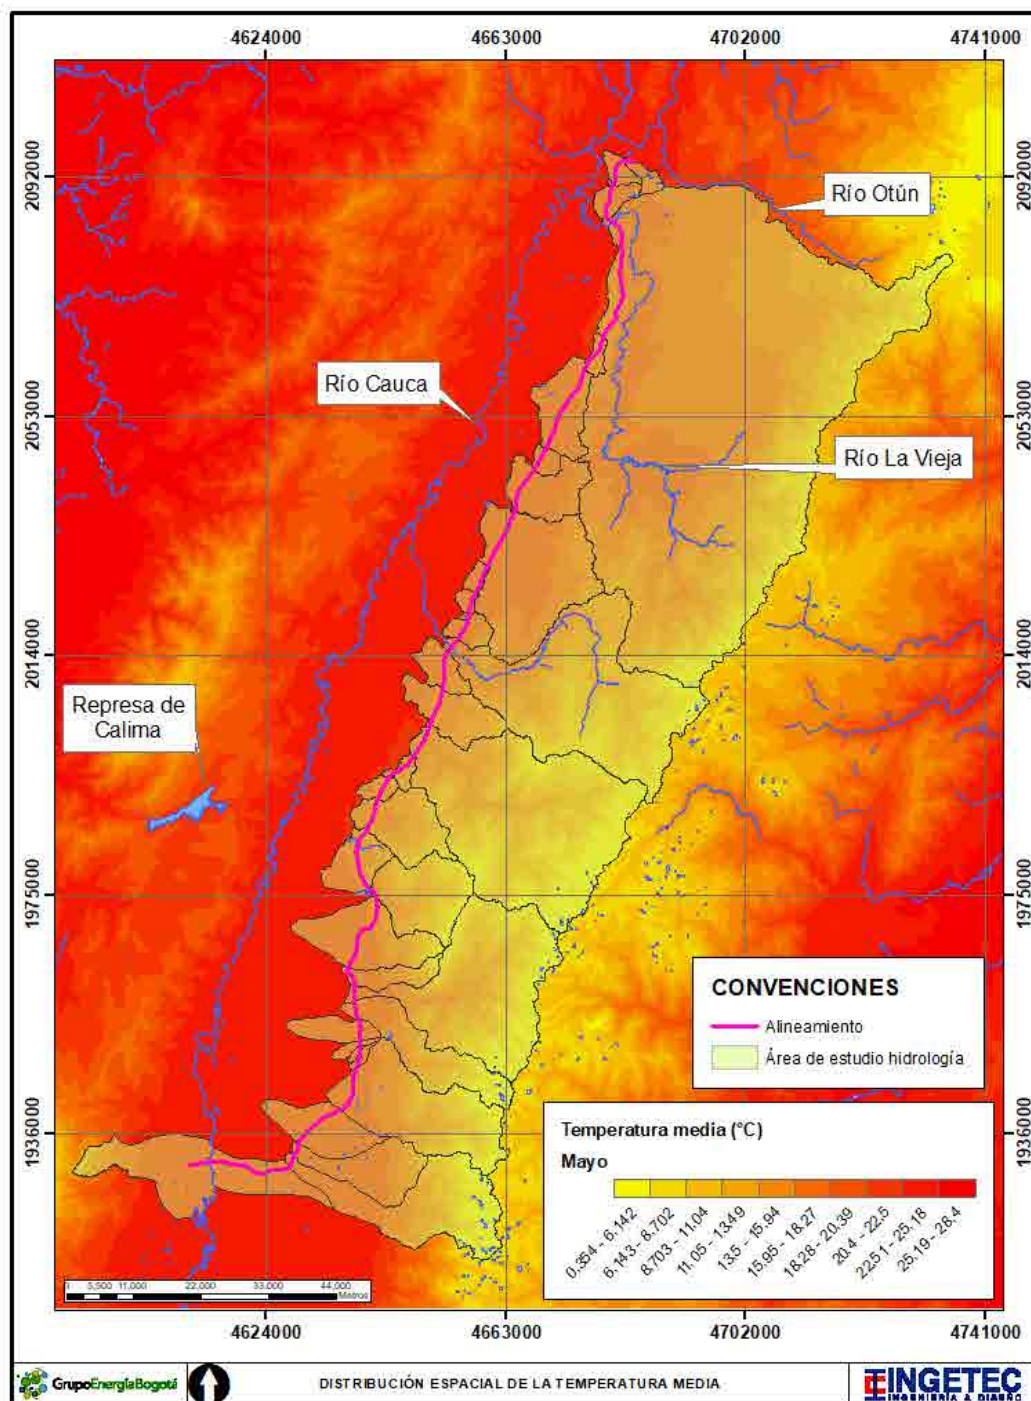 4624000 4663000 4702000 4741000
2092000 2092000
Río Otún
Río Cauca
2053000 2053000
Río La Vieja
2014000 2014000
Represa de
Calima
1975000 1975000
CONVENCIONES
Alineamiento
Área de estudio hidrología
1936000 1936000
Temperatura media (°C)
Mayo
0.354 - 6.142
6.143 - 8.702
8.703 - 11.04
11.05 - 13.49
13.5 - 15.94
15.95 - 18.27
18.28 - 20.39
20.4 - 22.5
22.51 - 25.18
25.19 - 28.4
5,500 11,000 22,000 33,000 44,000
Metros
4624000 4663000 4702000 4741000
GrupoEnergíaBogotá
DISTRIBUCIÓN ESPACIAL DE LA TEMPERATURA MEDIA
INGETEC
INGENIERÍA & DISEÑO